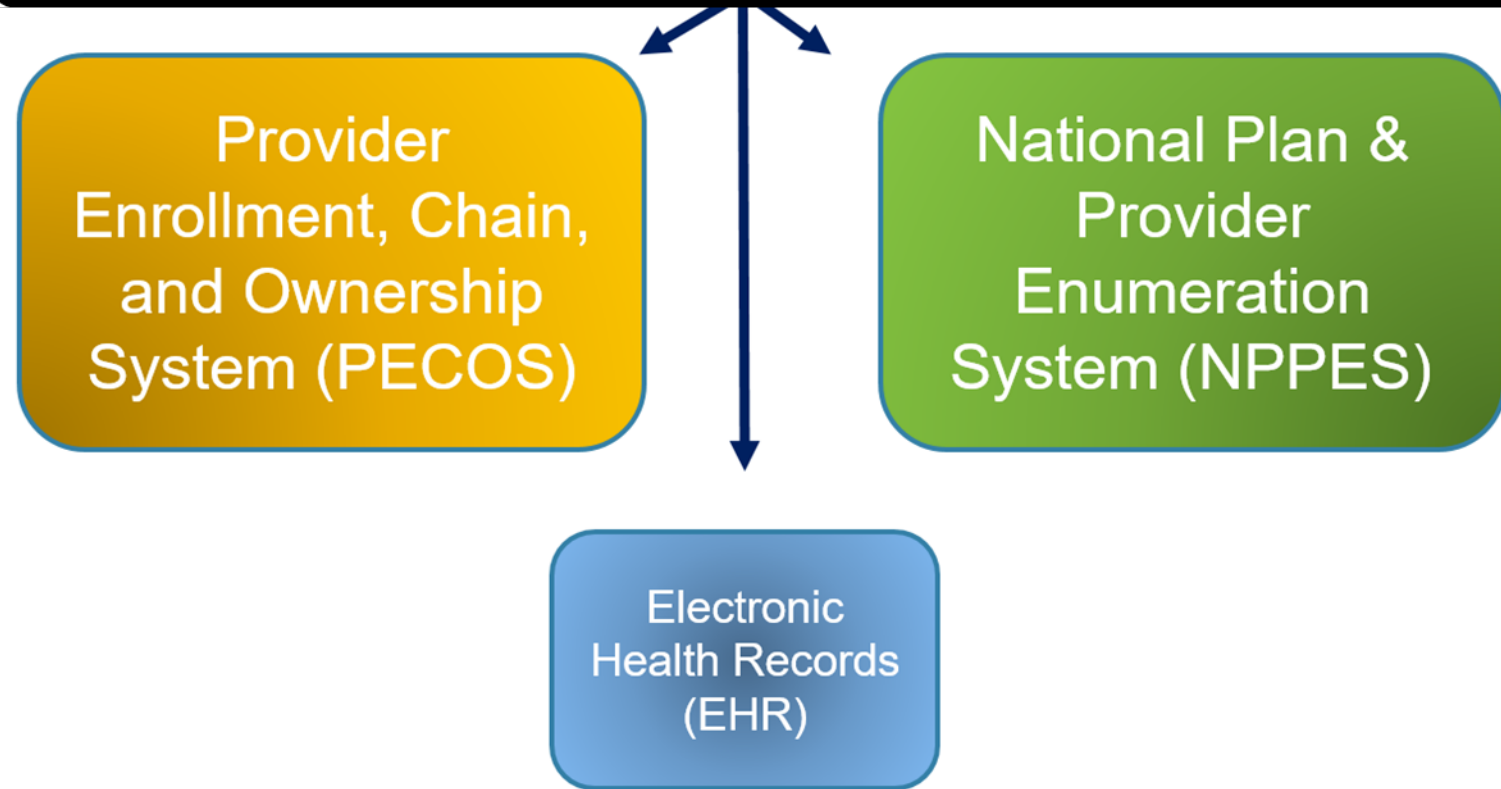 Provider
Enrollment, Chain,
and Ownership
System (PECOS)
National Plan &
Provider
Enumeration
System (NPPES)
Electronic
Health Records
(EHR)